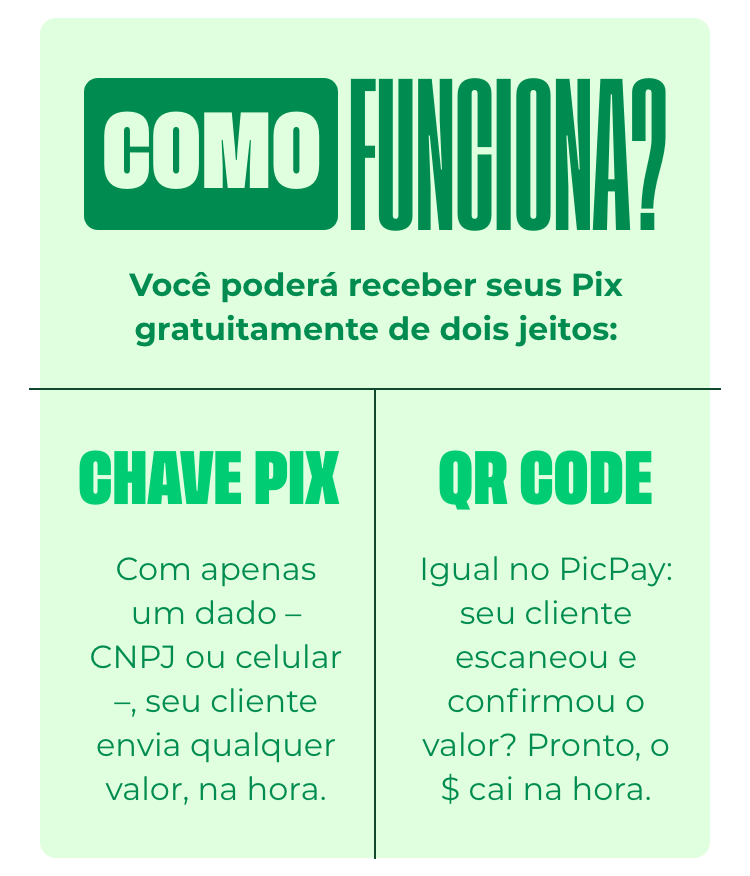 COMO FUNCIONA?
Você poderá receber seus Pix
gratuitamente de dois jeitos:
CHAVE PIX
Com apenas
um dado –
CNPJ ou celular
–, seu cliente
envia qualquer
valor, na hora.
QR CODE
Igual no PicPay:
seu cliente
escaneou e
confirmou o
valor? Pronto, o
$ cai na hora.